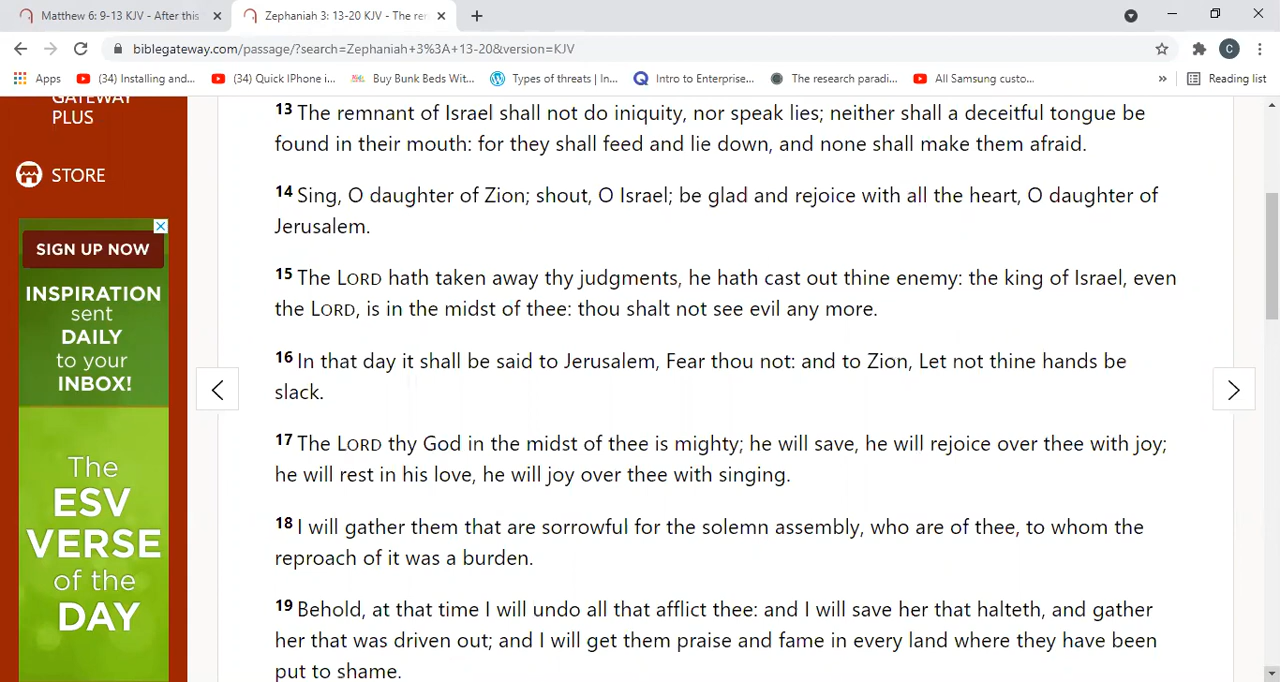 Matthew 6: 9-13 KJV - After this
Zephaniah 3: 13-20 KJV - The re
biblegateway.com/passage/?search=Zephaniah+3%3A+13-20&version=KJV
C
Apps
(34) Installing and...
(34) Quick IPhone i...
Buy Bunk Beds Wit...
Types of threats | In...
Intro to Enterprise...
The research paradi...
All Samsung custo...
»
Reading list
GATEWAY
PLUS
STORE
SIGN UP NOW
INSPIRATION
sent
DAILY
to your
INBOX!
The
ESV
VERSE
of the
DAY
13 The remnant of Israel shall not do iniquity, nor speak lies; neither shall a deceitful tongue be
found in their mouth: for they shall feed and lie down, and none shall make them afraid.
14 Sing, O daughter of Zion; shout, O Israel; be glad and rejoice with all the heart, O daughter of
Jerusalem.
15 The LORD hath taken away thy judgments, he hath cast out thine enemy: the king of Israel, even
the LORD, is in the midst of thee: thou shalt not see evil any more.
16 In that day it shall be said to Jerusalem, Fear thou not: and to Zion, Let not thine hands be
slack.
17 The LORD thy God in the midst of thee is mighty; he will save, he will rejoice over thee with joy;
he will rest in his love, he will joy over thee with singing.
18 I will gather them that are sorrowful for the solemn assembly, who are of thee, to whom the
reproach of it was a burden.
19 Behold, at that time I will undo all that afflict thee: and I will save her that halteth, and gather
her that was driven out; and I will get them praise and fame in every land where they have been
put to shame.